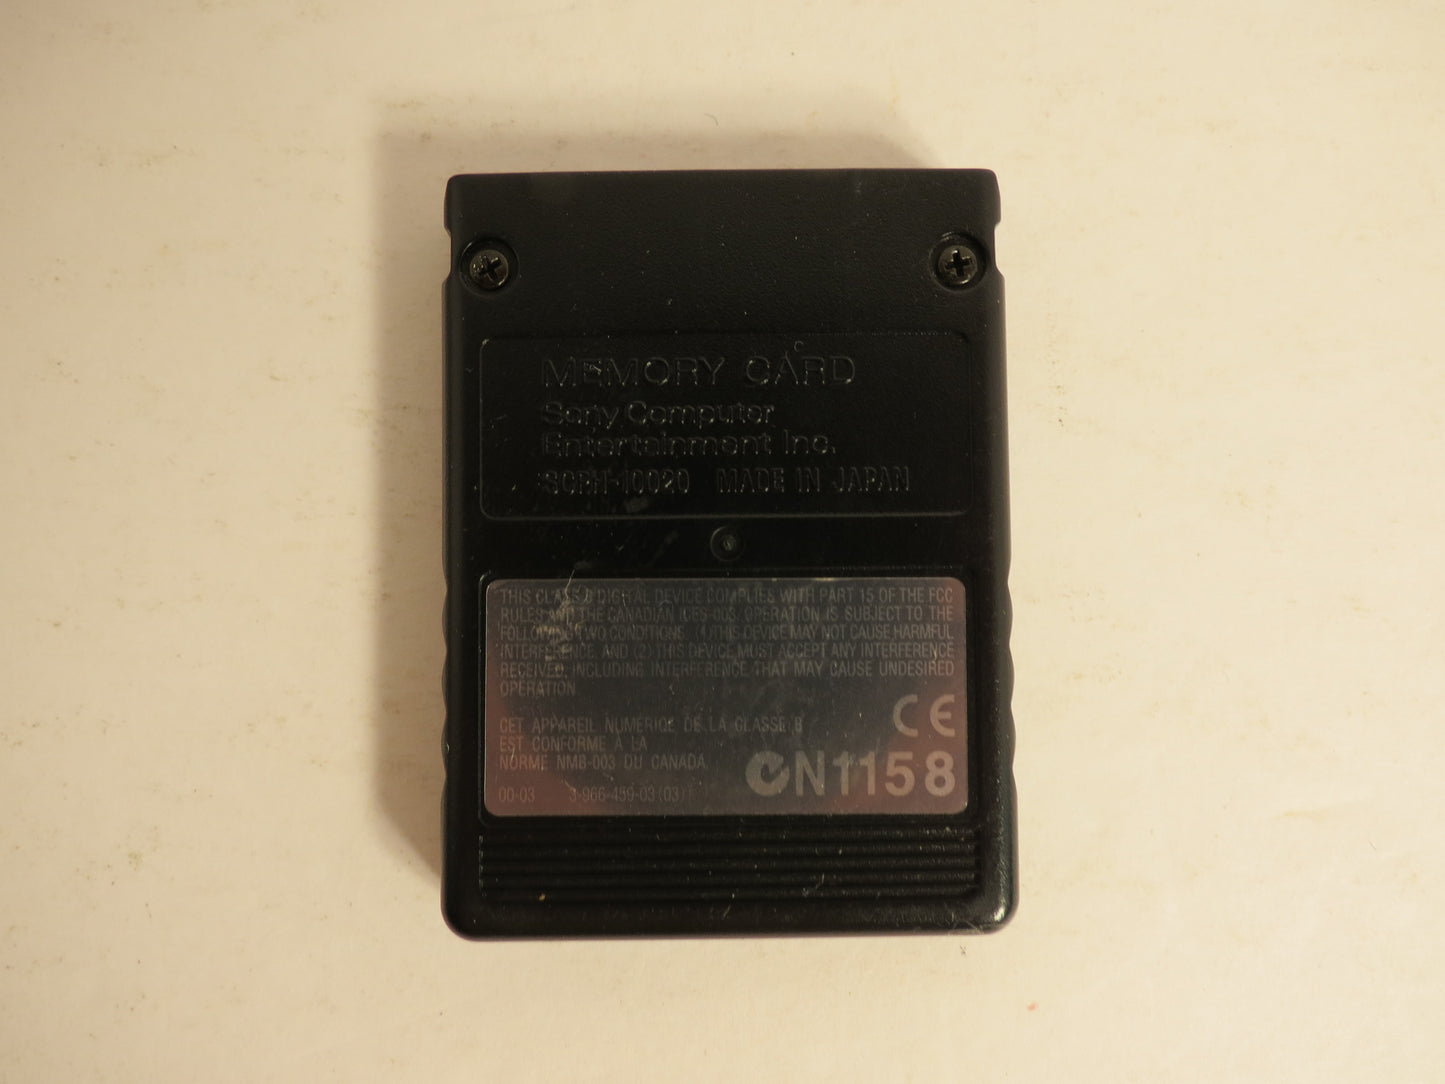 MEMORY CARD
Sony Computer
Entertainment Inc.
SCPH-10020 MADE IN JAPAN
THIS CLASS B DIGITAL DEVICE COMPLIES WITH PART 15 OF THE FCC
RULES AND THE CANADIAN ICES-003. OPERATION IS SUBJECT TO THE
FOLLOWING TWO CONDITIONS. (1) THIS DEVICE MAY NOT CAUSE HARMFUL
INTERFERENCE, AND (2) THIS DEVICE MUST ACCEPT ANY INTERFERENCE
RECEIVED, INCLUDING INTERFERENCE THAT MAY CAUSE UNDESIRED
OPERATION.
CET APPAREIL NUMERIQE DE LA CLASSE B
EST CONFORME A LA
NORME NMB-003 DU CANADA.
CE
N1158
00-03 3-966-459-03(03)